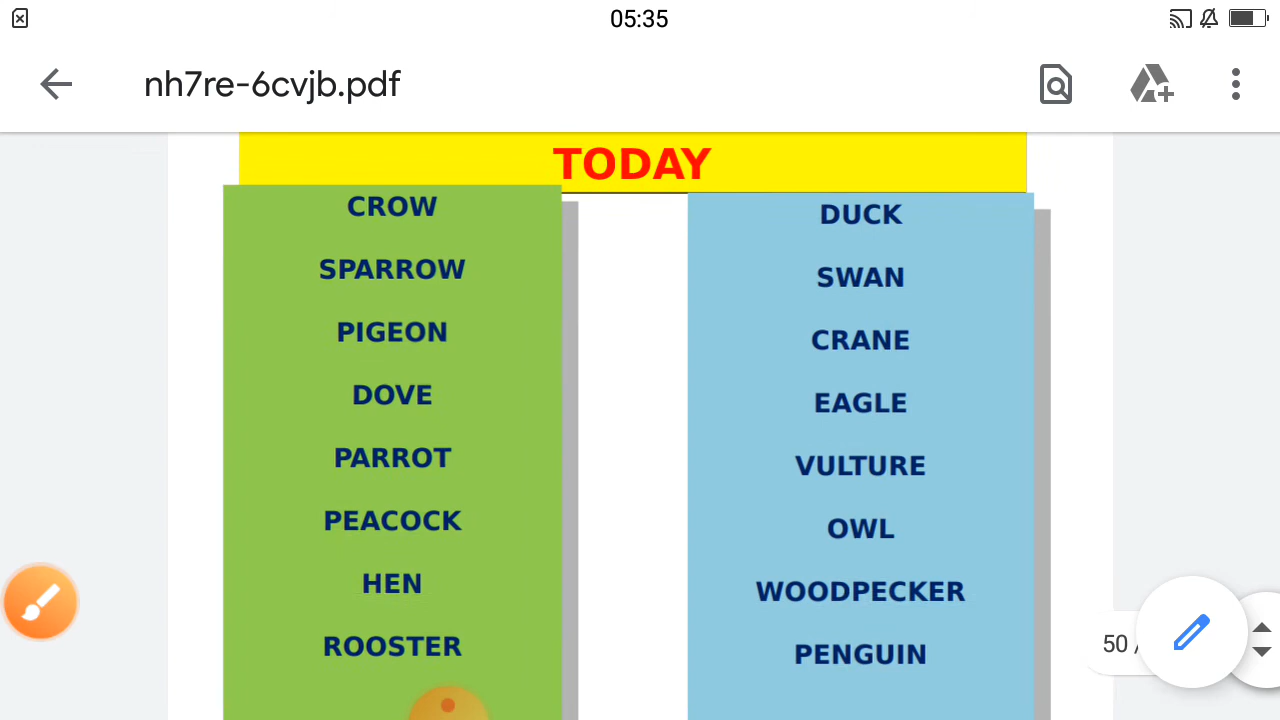 05:35
nh7re-6cvjb.pdf
TODAY
CROW
SPARROW
PIGEON
DOVE
PARROT
PEACOCK
HEN
ROOSTER
DUCK
SWAN
CRANE
EAGLE
VULTURE
OWL
WOODPECKER
PENGUIN
50 /